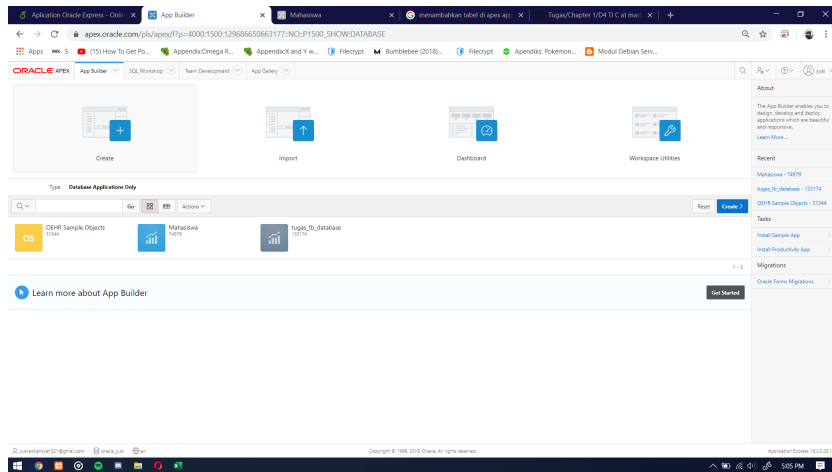 Aplication Oracle Express - Onlin
App Builder
Mahasiswa
menambahkan tabel di apex app
Tugas/Chapter 1/D4 TI C at mast
apex.oracle.com/pls/apex/f?p=4000:1500:129686650663177::NO::P1500_SHOW:DATABASE
Apps
S
(15) How To Get Po...
Appendix:Omega R...
AppendicX and Y w...
Filecrypt
Bumblebee (2018)...
Filecrypt
Apendiks: Pokémon...
Modul Debian Serv...
ORACLE APEX
App Builder
SQL Workshop
Team Development
App Gallery
yuki
Create
Import
Dashboard
Workspace Utilities
Type Database Applications Only
Go
Actions
Reset
Create >
OS
OEHR Sample Objects
31344
Mahasiswa
74979
tugas_tb_database
133174
1 - 3
Learn more about App Builder
Get Started
About
The App Builder enables you to
design, develop and deploy
applications which are beautiful
and responsive.
Learn More ...
Recent
Mahasiswa - 74979
tugas_tb_database - 133174
OEHR Sample Objects - 31344
Tasks
Install Sample App
Install Productivity App
Migrations
Oracle Forms Migrations
oracle_yuki
en
Copyright © 1999, 2019, Oracle. All rights reserved.
5:05 PM